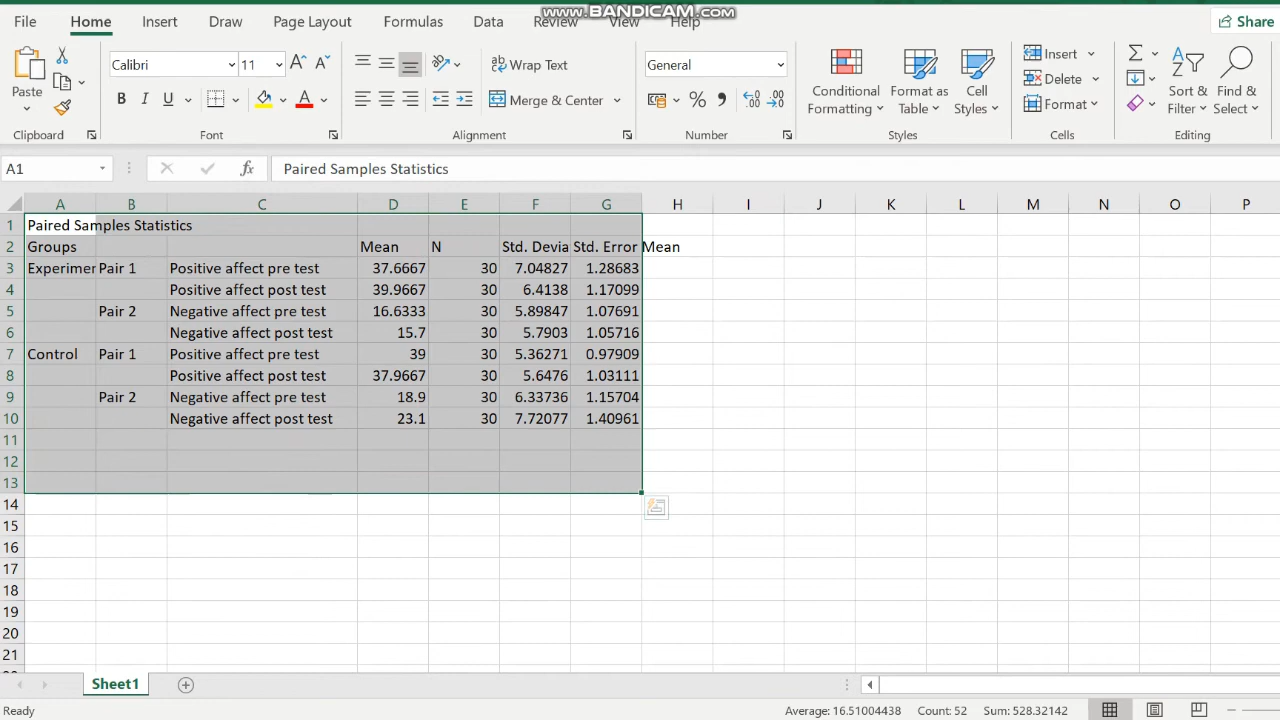 www.BANDICAM.com
File Home Insert Draw Page Layout Formulas Data Review View Help Share
Calibri 11 Wrap Text General
Paste Merge & Center Conditional Formatting Format as Table Cell Styles Insert Delete Format Sort & Filter Find & Select
Clipboard Font Alignment Number Styles Cells Editing
A1 fx Paired Samples Statistics
A B C D E F G H I J K L M N O P
1 Paired Samples Statistics
2 Groups Mean N Std. Devia Std. Error Mean
3 Experimer Pair 1 Positive affect pre test 37.6667 30 7.04827 1.28683
4 Positive affect post test 39.9667 30 6.4138 1.17099
5 Pair 2 Negative affect pre test 16.6333 30 5.89847 1.07691
6 Negative affect post test 15.7 30 5.7903 1.05716
7 Control Pair 1 Positive affect pre test 39 30 5.36271 0.97909
8 Positive affect post test 37.9667 30 5.6476 1.03111
9 Pair 2 Negative affect pre test 18.9 30 6.33736 1.15704
10 Negative affect post test 23.1 30 7.72077 1.40961
11
12
13
14
15
16
17
18
19
20
21
Sheet1
Ready Average: 16.51004438 Count: 52 Sum: 528.32142